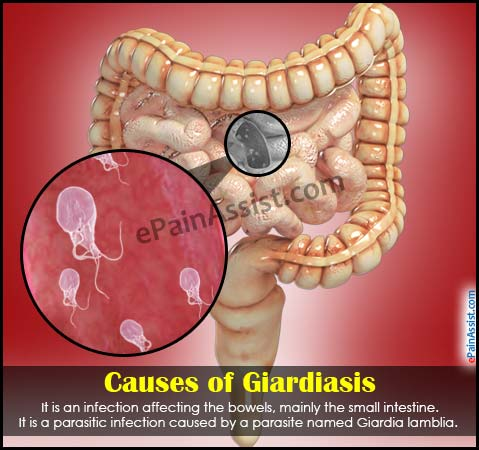 ePainAssist.com
ePainAssist.com
Causes of Giardiasis
It is an infection affecting the bowels, mainly the small intestine.
It is a parasitic infection caused by a parasite named Giardia lamblia.